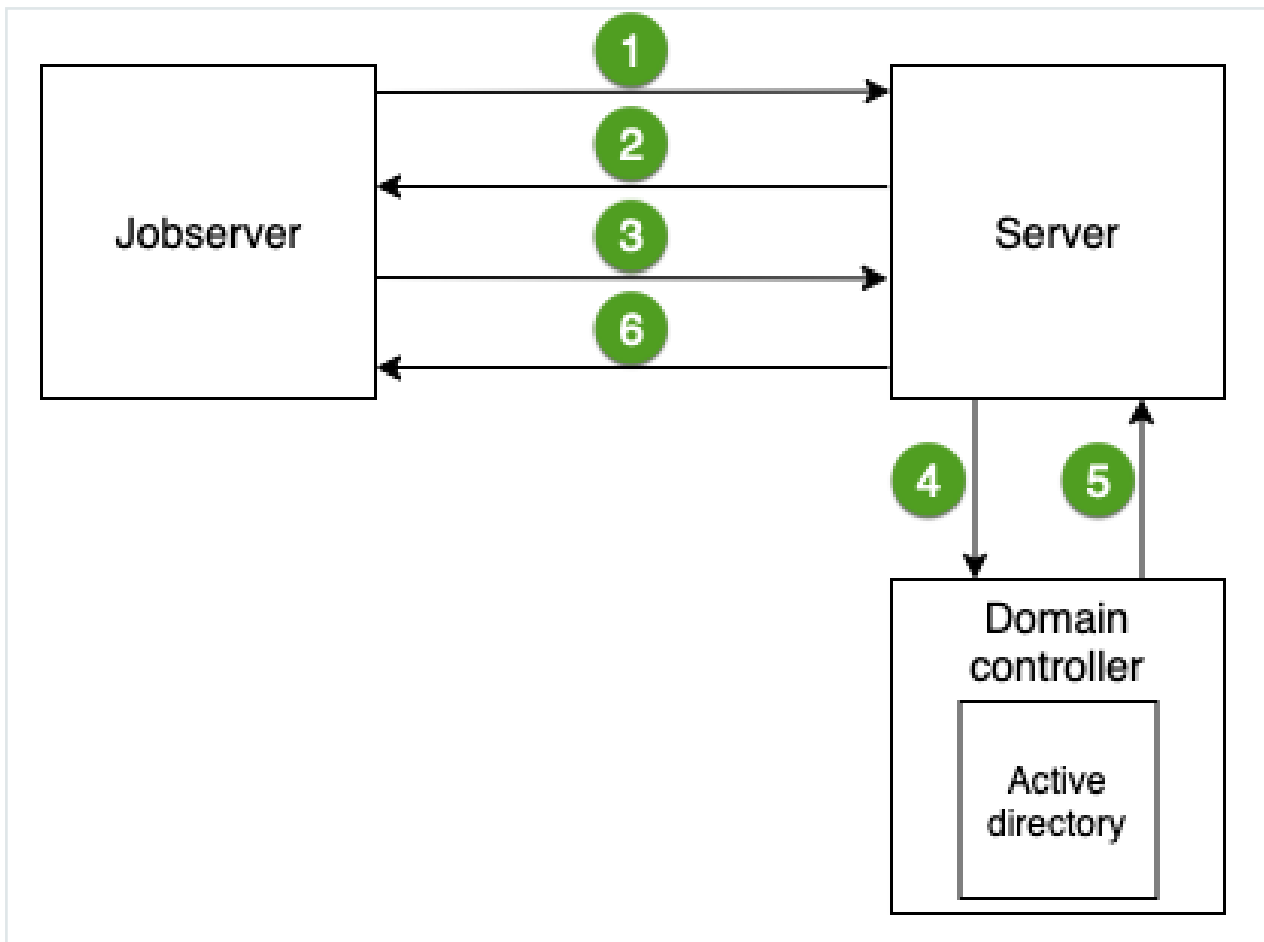 1
2
Jobserver
3
Server
6
4
5
Domain
controller
Active
directory